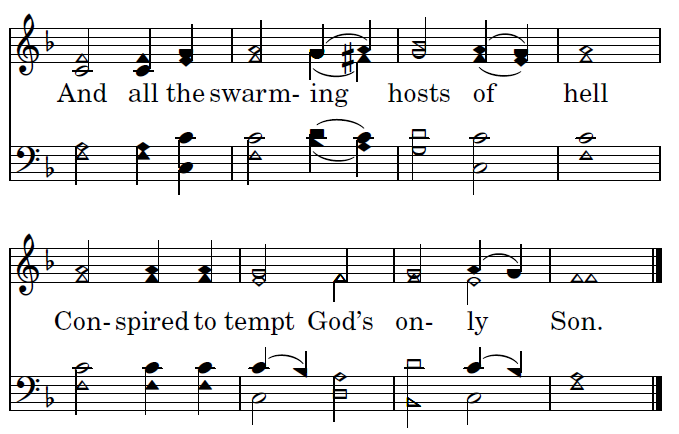 And all the swarm- ing hosts of hell
Con- spired to tempt God's on- ly Son.